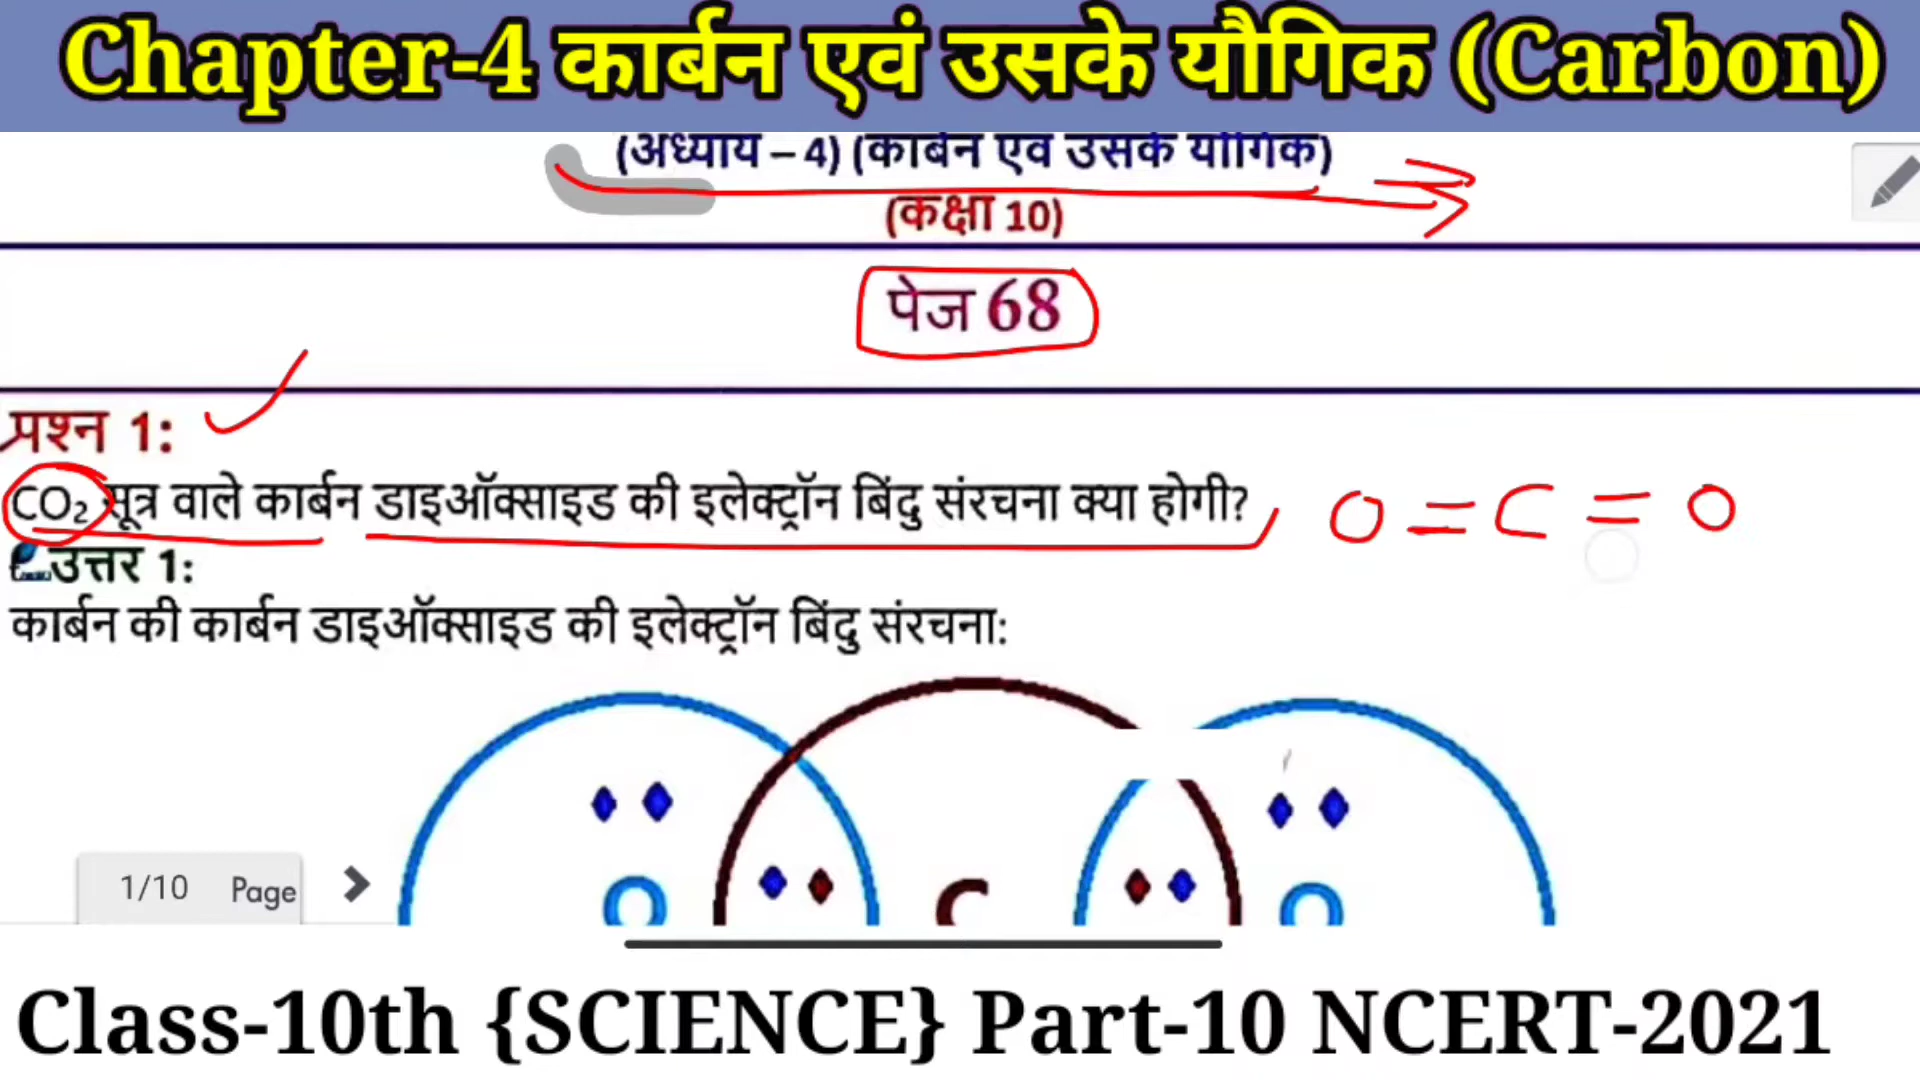 Chapter-4 कार्बन एवं उसके यौगिक (Carbon)
(अध्याय – 4) (कार्बन एवं उसके यौगिक)
(कक्षा 10)
पेज 68
प्रश्न 1:
CO₂ सूत्र वाले कार्बन डाइऑक्साइड की इलेक्ट्रॉन बिंदु संरचना क्या होगी? O = C = O
उत्तर 1:
कार्बन की कार्बन डाइऑक्साइड की इलेक्ट्रॉन बिंदु संरचना:
O C O
1/10 Page
Class-10th {SCIENCE} Part-10 NCERT-2021